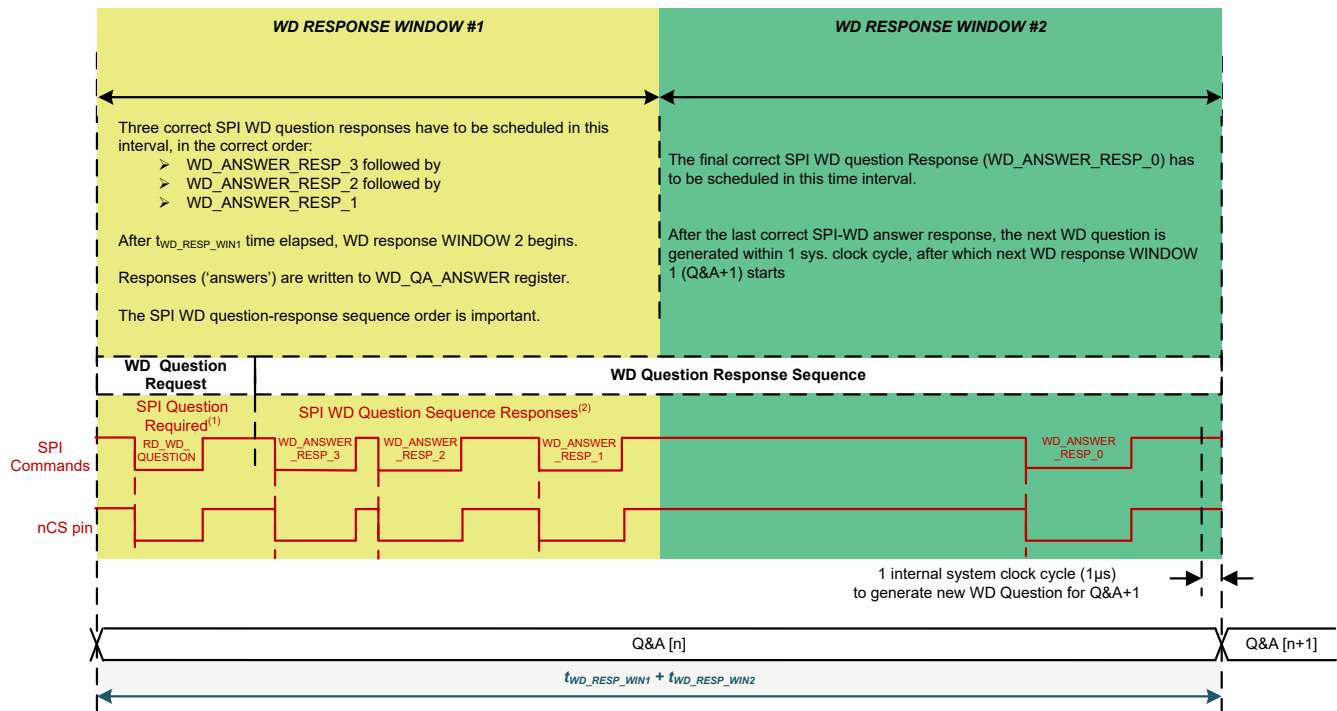 WD RESPONSE WINDOW #1
WD RESPONSE WINDOW #2
Three correct SPI WD question responses have to be scheduled in this
interval, in the correct order:
➢ WD_ANSWER_RESP_3 followed by
➢ WD_ANSWER_RESP_2 followed by
➢ WD_ANSWER_RESP_1
After tWD_RESP_WIN1 time elapsed, WD response WINDOW 2 begins.
Responses (‘answers’) are written to WD_QA_ANSWER register.
The SPI WD question-response sequence order is important.
The final correct SPI WD question Response (WD_ANSWER_RESP_0) has
to be scheduled in this time interval.
After the last correct SPI-WD answer response, the next WD question is
generated within 1 sys. clock cycle, after which next WD response WINDOW
1 (Q&A+1) starts
WD Question
Request
WD Question Response Sequence
SPI Question
Required(1)
SPI WD Question Sequence Responses(2)
SPI
Commands
RD_WD_
QUESTION
WD_ANSWER
_RESP_3
WD_ANSWER
_RESP_2
WD_ANSWER
_RESP_1
WD_ANSWER
_RESP_0
nCS pin
1 internal system clock cycle (1µs)
to generate new WD Question for Q&A+1
Q&A [n]
Q&A [n+1]
tWD_RESP_WIN1 + tWD_RESP_WIN2